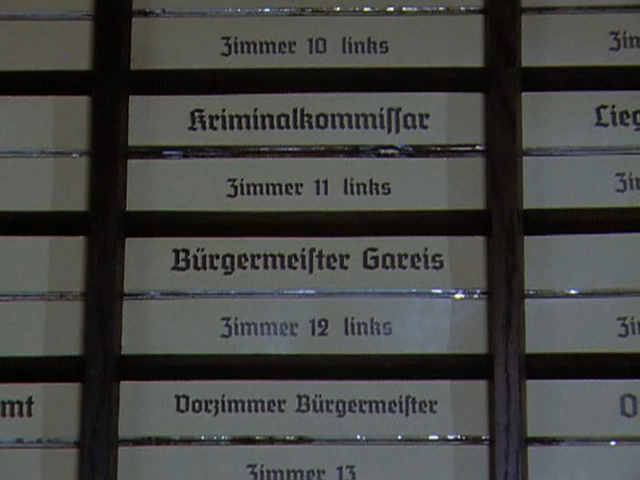 Zimmer 10 links
Kriminalkommiſſar
Zimmer 11 links
Bürgermeiſter Gareis
Zimmer 12 links
Vorzimmer Bürgermeiſter
Zimmer 13